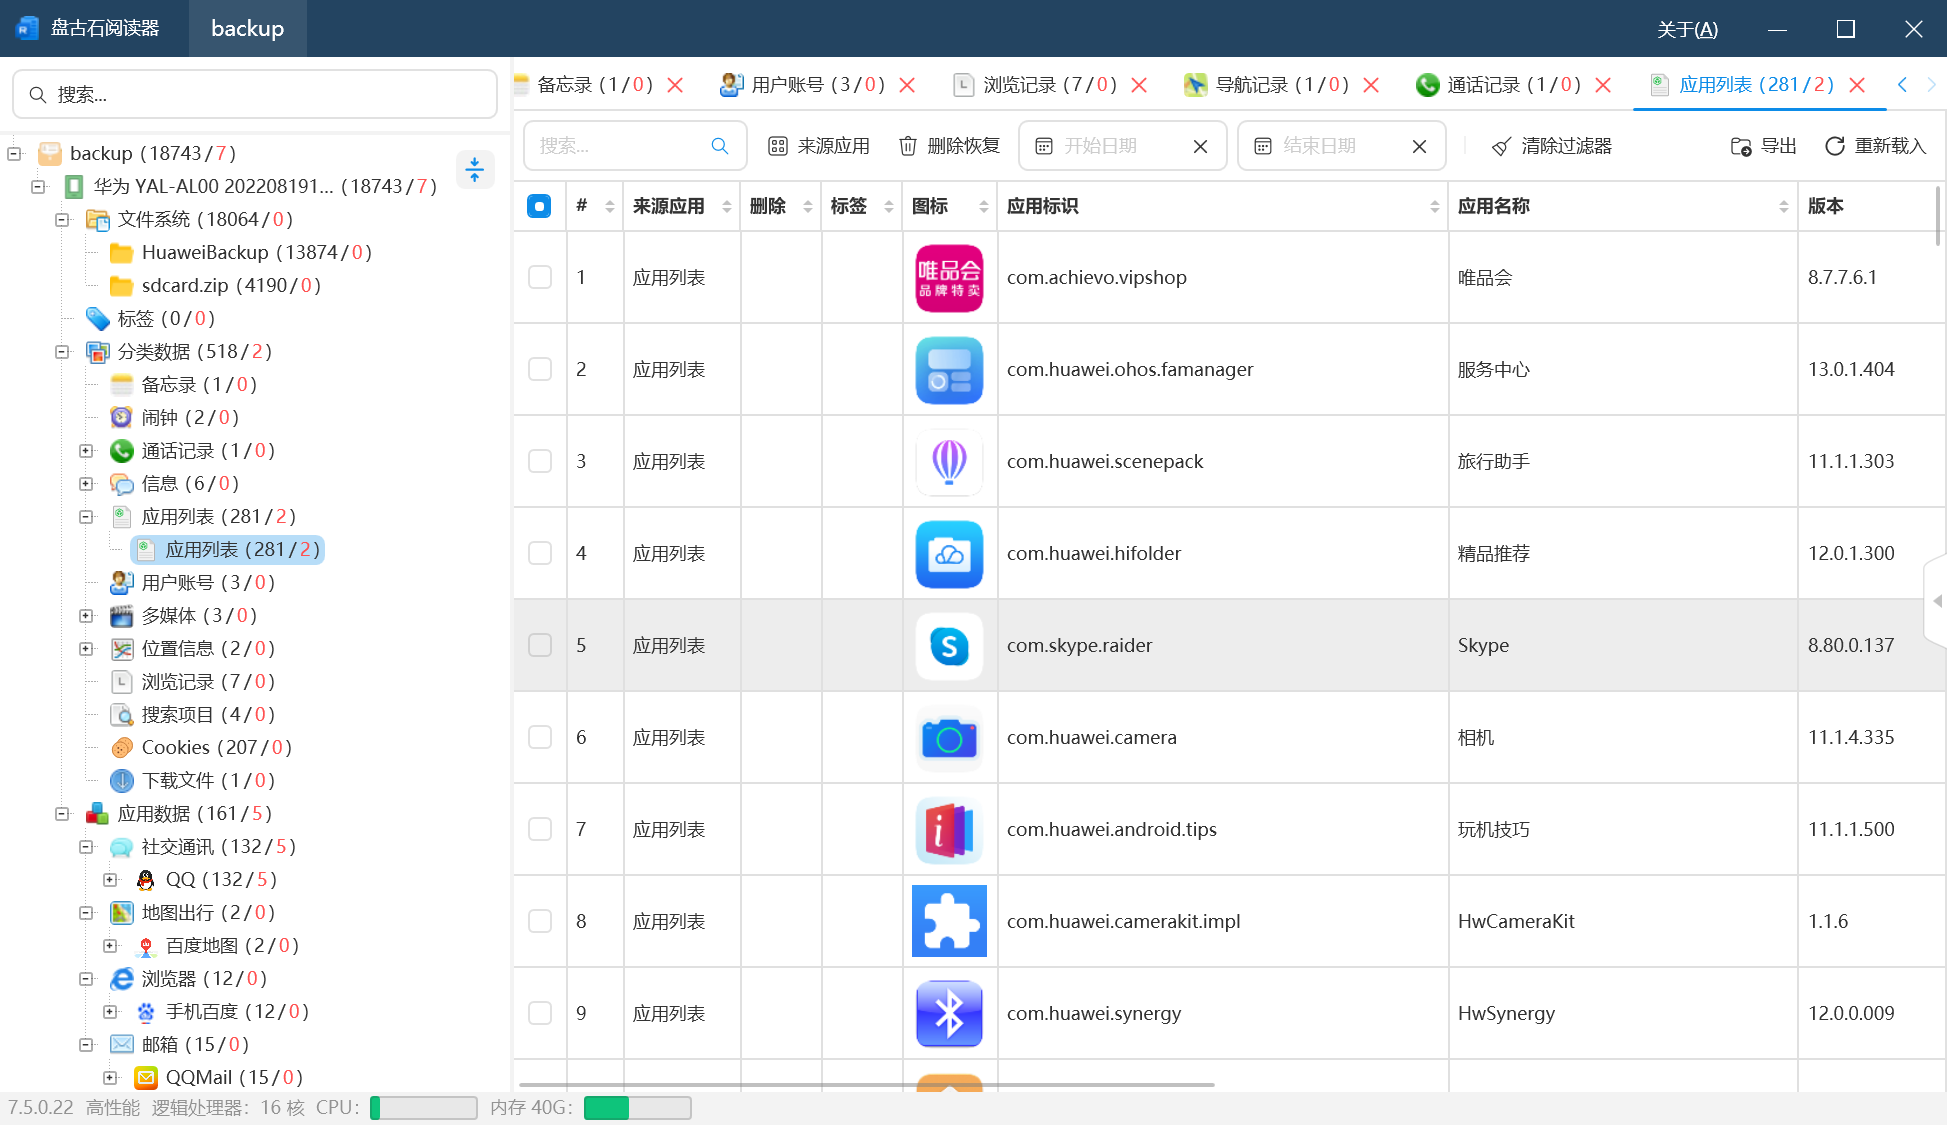 盘古石阅读器 backup 关于(A)
搜索...
备忘录 (1/0) 用户账号 (3/0) 浏览记录 (7/0) 导航记录 (1/0) 通话记录 (1/0) 应用列表 (281/2)
搜索... 来源应用 删除恢复 开始日期 结束日期 清除过滤器 导出 重新载入
backup (18743/7)
华为 YAL-AL00 202208191... (18743/7)
文件系统 (18064/0)
HuaweiBackup (13874/0)
sdcard.zip (4190/0)
标签 (0/0)
分类数据 (518/2)
备忘录 (1/0)
闹钟 (2/0)
通话记录 (1/0)
信息 (6/0)
应用列表 (281/2)
应用列表 (281/2)
用户账号 (3/0)
多媒体 (3/0)
位置信息 (2/0)
浏览记录 (7/0)
搜索项目 (4/0)
Cookies (207/0)
下载文件 (1/0)
应用数据 (161/5)
社交通讯 (132/5)
QQ (132/5)
地图出行 (2/0)
百度地图 (2/0)
浏览器 (12/0)
手机百度 (12/0)
邮箱 (15/0)
QQMail (15/0)
# 来源应用 删除 标签 图标 应用标识 应用名称 版本
1 应用列表 唯品会 品牌特卖 com.achievo.vipshop 唯品会 8.7.7.6.1
2 应用列表 com.huawei.ohos.famanager 服务中心 13.0.1.404
3 应用列表 com.huawei.scenepack 旅行助手 11.1.1.303
4 应用列表 com.huawei.hifolder 精品推荐 12.0.1.300
5 应用列表 S com.skype.raider Skype 8.80.0.137
6 应用列表 com.huawei.camera 相机 11.1.4.335
7 应用列表 i com.huawei.android.tips 玩机技巧 11.1.1.500
8 应用列表 com.huawei.camerakit.impl HwCameraKit 1.1.6
9 应用列表 com.huawei.synergy HwSynergy 12.0.0.009
7.5.0.22 高性能 逻辑处理器: 16 核 CPU: 内存 40G: